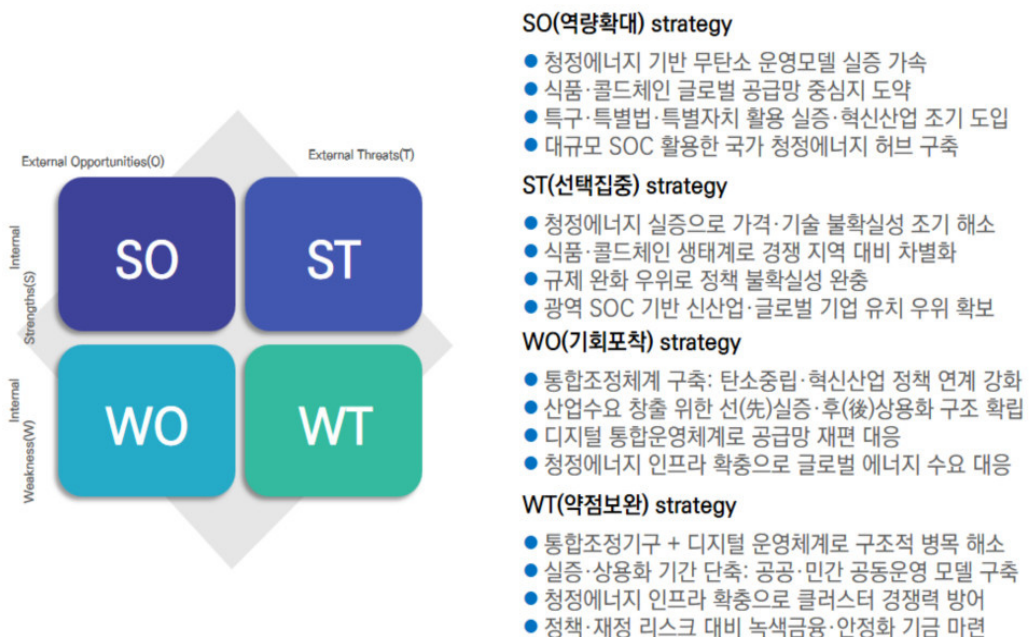 External Opportunities(O)
External Threats(T)
Internal
Strengths(S)
Internal
Weakness(W)
SO
ST
WO
WT
SO(역량확대) strategy
● 청정에너지 기반 무탄소 운영모델 실증 가속
● 식품·콜드체인 글로벌 공급망 중심지 도약
● 특구·특별법·특별자치 활용 실증·혁신산업 조기 도입
● 대규모 SOC 활용한 국가 청정에너지 허브 구축
ST(선택집중) strategy
● 청정에너지 실증으로 가격·기술 불확실성 조기 해소
● 식품·콜드체인 생태계로 경쟁 지역 대비 차별화
● 규제 완화 우위로 정책 불확실성 완충
● 광역 SOC 기반 신산업·글로벌 기업 유치 우위 확보
WO(기회포착) strategy
● 통합조정체계 구축: 탄소중립·혁신산업 정책 연계 강화
● 산업수요 창출 위한 선(先)실증·후(後)상용화 구조 확립
● 디지털 통합운영체계로 공급망 재편 대응
● 청정에너지 인프라 확충으로 글로벌 에너지 수요 대응
WT(약점보완) strategy
● 통합조정기구 + 디지털 운영체계로 구조적 병목 해소
● 실증·상용화 기간 단축: 공공·민간 공동운영 모델 구축
● 청정에너지 인프라 확충으로 클러스터 경쟁력 방어
● 정책·재정 리스크 대비 녹색금융·안정화 기금 마련